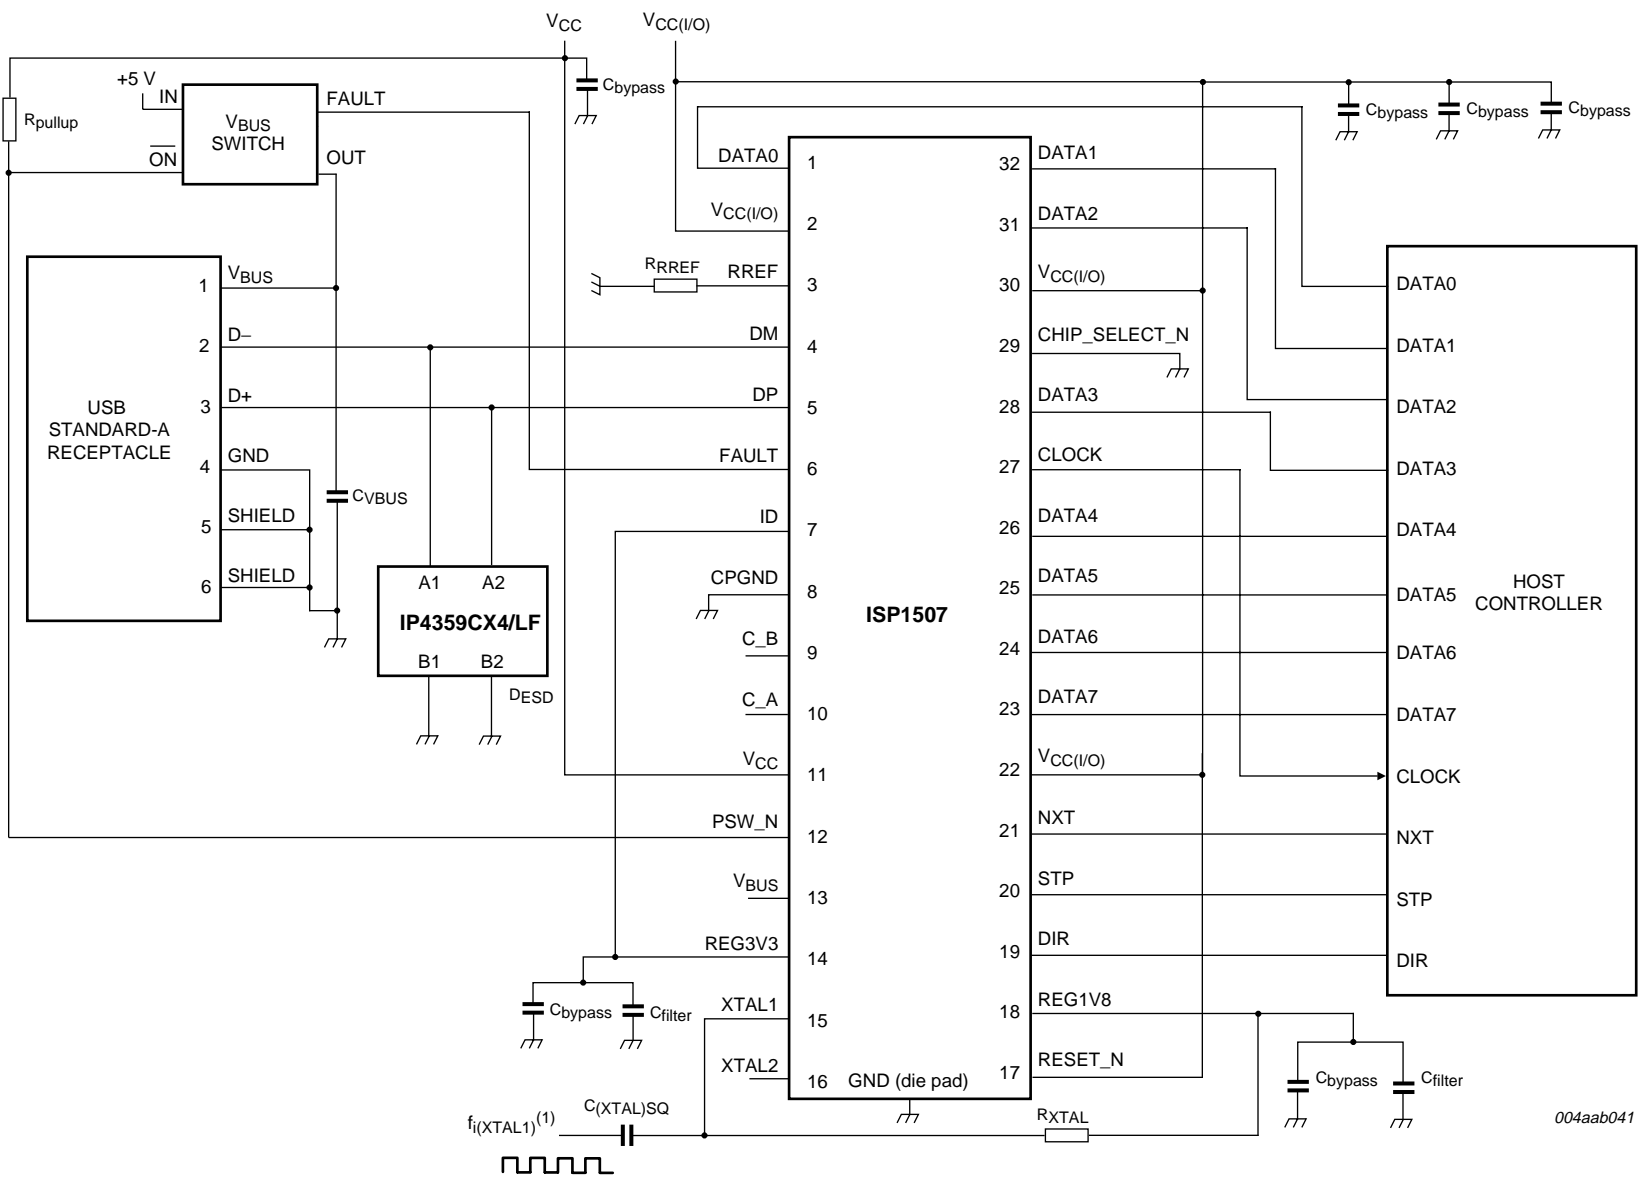 VCC
VCC(I/O)
+5 V
IN
FAULT
Cbypass
Cbypass
Cbypass
Cbypass
Rpullup
VBUS
SWITCH
ON
OUT
DATA0
1
32
DATA1
VCC(I/O)
2
31
DATA2
RRREF
RREF
3
30
VCC(I/O)
DM
4
29
CHIP_SELECT_N
DP
5
28
DATA3
FAULT
6
27
CLOCK
ID
7
26
DATA4
CPGND
8
25
DATA5
C_B
9
24
DATA6
C_A
10
23
DATA7
VCC
11
22
VCC(I/O)
PSW_N
12
21
NXT
VBUS
13
20
STP
REG3V3
14
19
DIR
XTAL1
15
18
REG1V8
XTAL2
16
17
RESET_N
GND (die pad)
ISP1507
USB
STANDARD-A
RECEPTACLE
1
VBUS
2
D−
3
D+
4
GND
5
SHIELD
6
SHIELD
CVBUS
A1
A2
IP4359CX4/LF
B1
B2
DESD
Cbypass
Cfilter
C(XTAL)SQ
fi(XTAL1)(1)
RXTAL
Cbypass
Cfilter
DATA0
DATA1
DATA2
DATA3
DATA4
DATA5
HOST
CONTROLLER
DATA6
DATA7
CLOCK
NXT
STP
DIR
004aab041